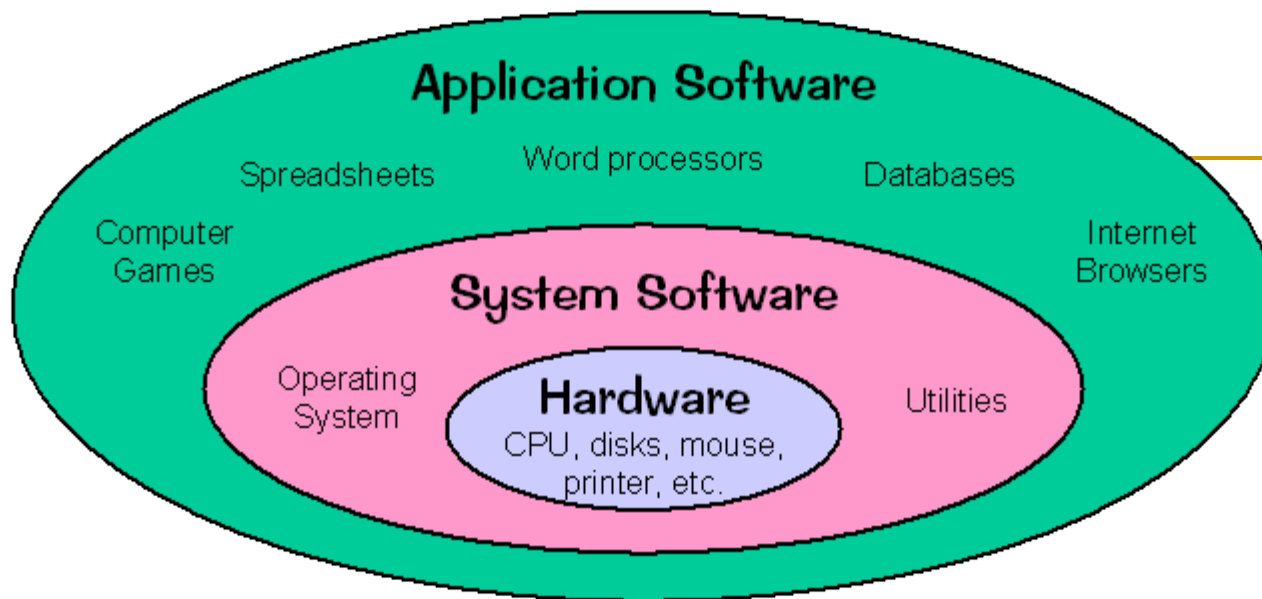 Application Software
Word processors
Spreadsheets
Databases
Computer
Games
Internet
Browsers
System Software
Operating
System
Utilities
Hardware
CPU, disks, mouse,
printer, etc.